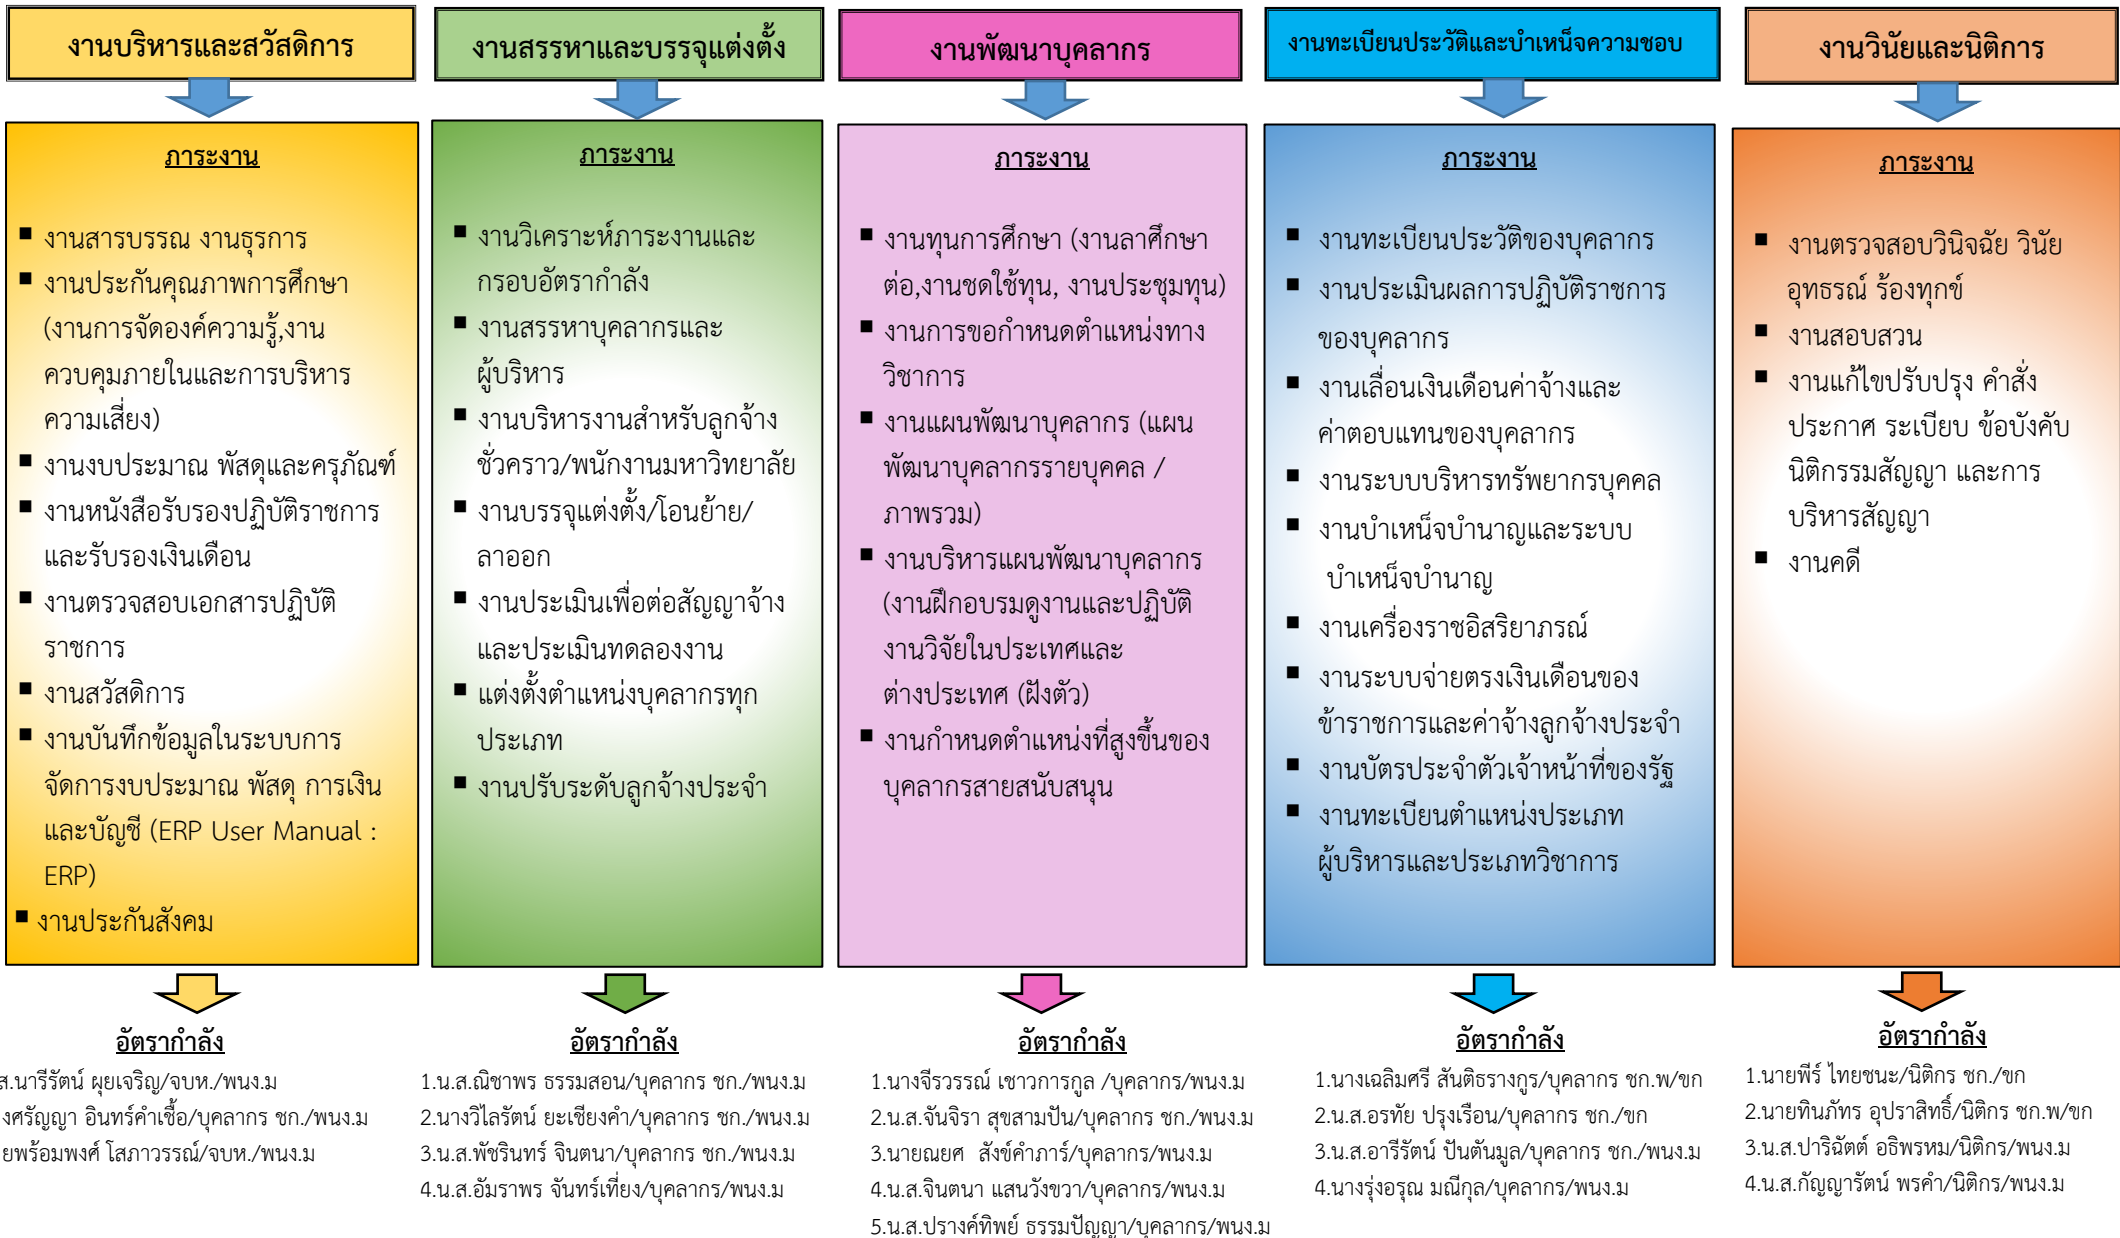 งานบริหารและสวัสดิการ
ภาระงาน
▪ งานสารบรรณ งานธุรการ
▪ งานประกันคุณภาพการศึกษา
(งานการจัดองค์ความรู้,งาน
ควบคุมภายในและการบริหาร
ความเสี่ยง)
▪ งานงบประมาณ พัสดุและครุภัณฑ์
▪ งานหนังสือรับรองปฏิบัติราชการ
และรับรองเงินเดือน
▪ งานตรวจสอบเอกสารปฏิบัติ
ราชการ
▪ งานสวัสดิการ
▪ งานบันทึกข้อมูลในระบบการ
จัดการงบประมาณ พัสดุ การเงิน
และบัญชี (ERP User Manual :
ERP)
▪ งานประกันสังคม
อัตรากำลัง
ส.นารีรัตน์ ผุยเจริญ/จบห./พนง.ม
งศรัญญา อินทร์คำเชื้อ/บุคลากร ชก./พนง.ม
ยพร้อมพงศ์ โสภาวรรณ์/จบห./พนง.ม
งานสรรหาและบรรจุแต่งตั้ง
ภาระงาน
▪ งานวิเคราะห์ภาระงานและ
กรอบอัตรากำลัง
▪ งานสรรหาบุคลากรและ
ผู้บริหาร
▪ งานบริหารงานสำหรับลูกจ้าง
ชั่วคราว/พนักงานมหาวิทยาลัย
▪ งานบรรจุแต่งตั้ง/โอนย้าย/
ลาออก
▪ งานประเมินเพื่อต่อสัญญาจ้าง
และประเมินทดลองงาน
▪ แต่งตั้งตำแหน่งบุคลากรทุก
ประเภท
▪ งานปรับระดับลูกจ้างประจำ
อัตรากำลัง
1.น.ส.ณิชาพร ธรรมสอน/บุคลากร ชก./พนง.ม
2.นางวิไลรัตน์ ยะเชียงคำ/บุคลากร ชก./พนง.ม
3.น.ส.พัชรินทร์ จินตนา/บุคลากร ชก./พนง.ม
4.น.ส.อัมราพร จันทร์เที่ยง/บุคลากร/พนง.ม
งานพัฒนาบุคลากร
ภาระงาน
▪ งานทุนการศึกษา (งานลาศึกษา
ต่อ,งานชดใช้ทุน, งานประชุมทุน)
▪ งานการขอกำหนดตำแหน่งทาง
วิชาการ
▪ งานแผนพัฒนาบุคลากร (แผน
พัฒนาบุคลากรรายบุคคล /
ภาพรวม)
▪ งานบริหารแผนพัฒนาบุคลากร
(งานฝึกอบรมดูงานและปฏิบัติ
งานวิจัยในประเทศและ
ต่างประเทศ (ฝังตัว)
▪ งานกำหนดตำแหน่งที่สูงขึ้นของ
บุคลากรสายสนับสนุน
อัตรากำลัง
1.นางจีรวรรณ์ เชาวการกูล /บุคลากร/พนง.ม
2.น.ส.จันจิรา สุขสามปัน/บุคลากร ชก./พนง.ม
3.นายณยศ สังข์คำภาร์/บุคลากร/พนง.ม
4.น.ส.จินตนา แสนวังขวา/บุคลากร/พนง.ม
5.น.ส.ปรางค์ทิพย์ ธรรมปัญญา/บุคลากร/พนง.ม
งานทะเบียนประวัติและบำเหน็จความชอบ
ภาระงาน
▪ งานทะเบียนประวัติของบุคลากร
▪ งานประเมินผลการปฏิบัติราชการ
ของบุคลากร
▪ งานเลื่อนเงินเดือนค่าจ้างและ
ค่าตอบแทนของบุคลากร
▪ งานระบบบริหารทรัพยากรบุคคล
▪ งานบำเหน็จบำนาญและระบบ
บำเหน็จบำนาญ
▪ งานเครื่องราชอิสริยาภรณ์
▪ งานระบบจ่ายตรงเงินเดือนของ
ข้าราชการและค่าจ้างลูกจ้างประจำ
▪ งานบัตรประจำตัวเจ้าหน้าที่ของรัฐ
▪ งานทะเบียนตำแหน่งประเภท
ผู้บริหารและประเภทวิชาการ
อัตรากำลัง
1.นางเฉลิมศรี สันติธรางกูร/บุคลากร ชก.พ/ขก
2.น.ส.อรทัย ปรุงเรือน/บุคลากร ชก./ขก
3.น.ส.อารีรัตน์ ปันตันมูล/บุคลากร ชก./พนง.ม
4.นางรุ่งอรุณ มณีกุล/บุคลากร/พนง.ม
งานวินัยและนิติการ
ภาระงาน
▪ งานตรวจสอบวินิจฉัย วินัย
อุทธรณ์ ร้องทุกข์
▪ งานสอบสวน
▪ งานแก้ไขปรับปรุง คำสั่ง
ประกาศ ระเบียบ ข้อบังคับ
นิติกรรมสัญญา และการ
บริหารสัญญา
▪ งานคดี
อัตรากำลัง
1.นายพีร์ ไทยชนะ/นิติกร ชก./ขก
2.นายทินภัทร อุปราสิทธิ์/นิติกร ชก.พ/ขก
3.น.ส.ปาริฉัตต์ อธิพรหม/นิติกร/พนง.ม
4.น.ส.กัญญารัตน์ พรคำ/นิติกร/พนง.ม